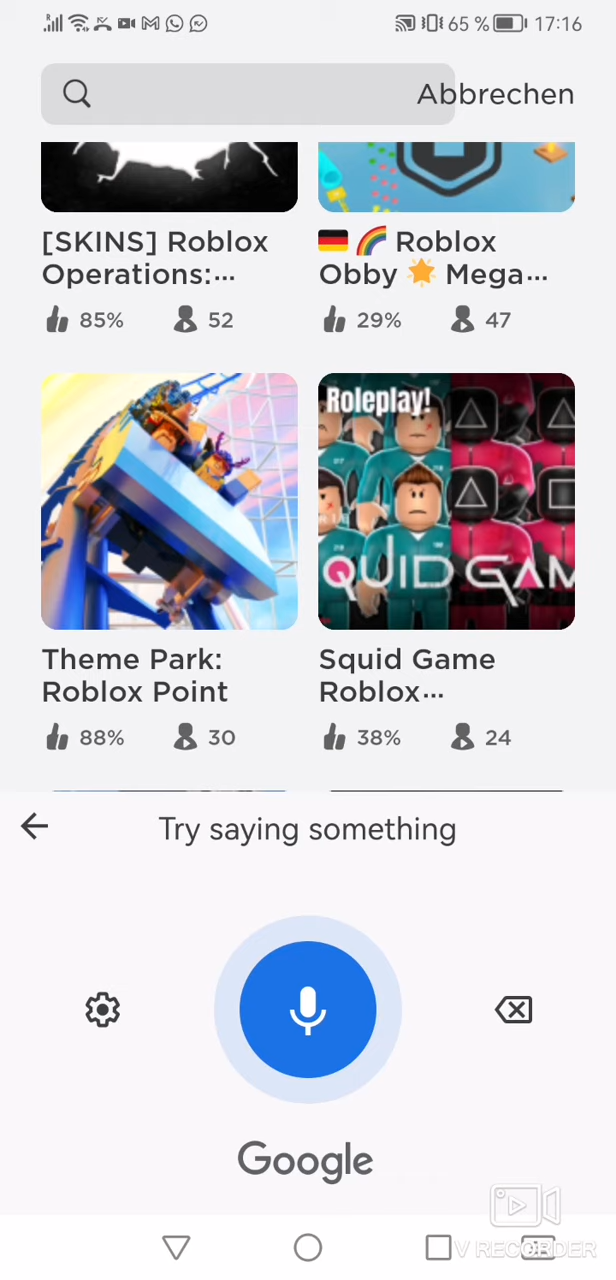 65 % 17:16
Abbrechen
[SKINS] Roblox
Operations:...
Roblox
Obby Mega...
85% 52
29% 47
Roleplay!
QUID GAM
Theme Park:
Roblox Point
Squid Game
Roblox...
88% 30
38% 24
Try saying something
Google
V RECORDER